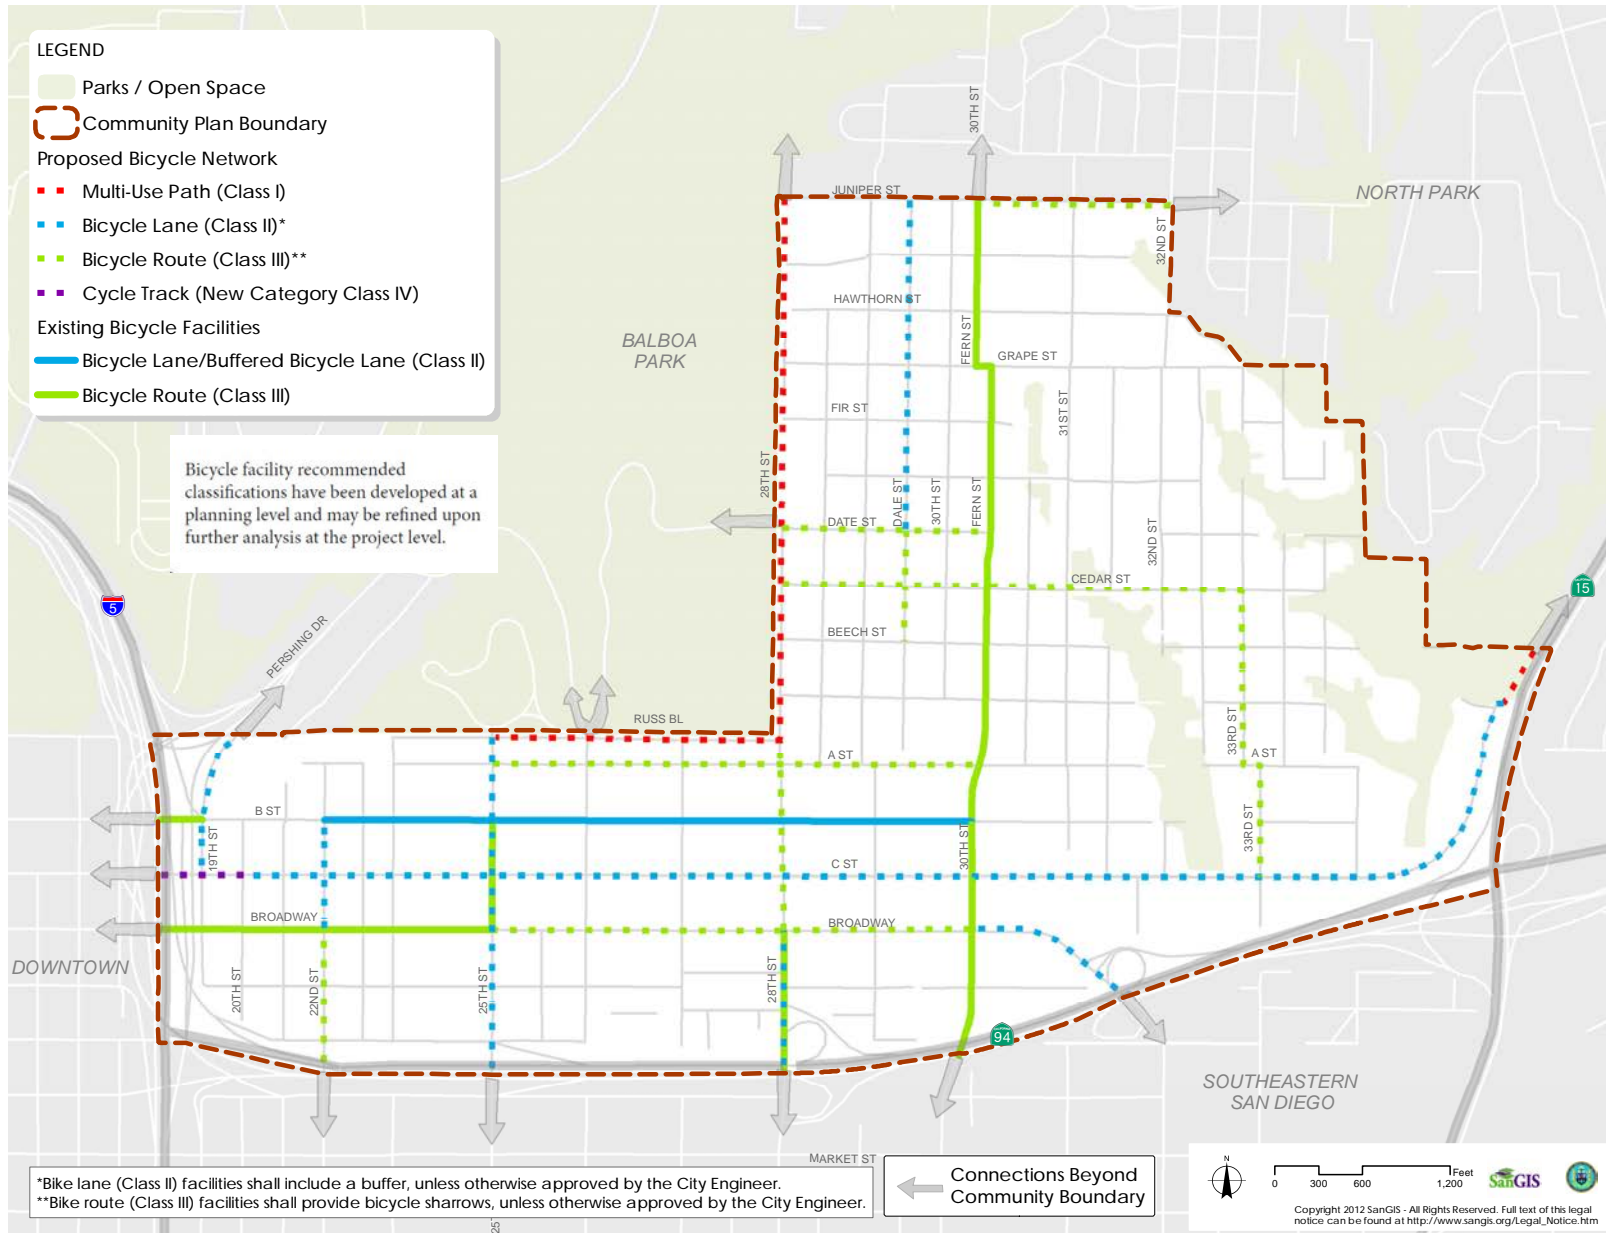 LEGEND
Parks / Open Space
Community Plan Boundary
Proposed Bicycle Network
Multi-Use Path (Class I)
Bicycle Lane (Class II)*
Bicycle Route (Class III)**
Cycle Track (New Category Class IV)
Existing Bicycle Facilities
Bicycle Lane/Buffered Bicycle Lane (Class II)
Bicycle Route (Class III)
Bicycle facility recommended
classifications have been developed at a
planning level and may be refined upon
further analysis at the project level.
30TH ST
JUNIPER ST
NORTH PARK
32ND ST
HAWTHORN ST
BALBOA
PARK
FERN ST
GRAPE ST
FIR ST
31ST ST
28TH ST
DALE ST
30TH ST
FERN ST
DATE ST
32ND ST
CEDAR ST
15
5
BEECH ST
PERSHING DR
RUSS BL
33RD ST
A ST
A ST
B ST
19TH ST
30TH ST
33RD ST
C ST
BROADWAY
BROADWAY
DOWNTOWN
20TH ST
22ND ST
25TH ST
28TH ST
94
SOUTHEASTERN
SAN DIEGO
MARKET ST
*Bike lane (Class II) facilities shall include a buffer, unless otherwise approved by the City Engineer.
**Bike route (Class III) facilities shall provide bicycle sharrows, unless otherwise approved by the City Engineer.
25
Connections Beyond
Community Boundary
N
Feet
0 300 600 1,200
SanGIS
Copyright 2012 SanGIS - All Rights Reserved. Full text of this legal
notice can be found at http://www.sangis.org/Legal_Notice.htm